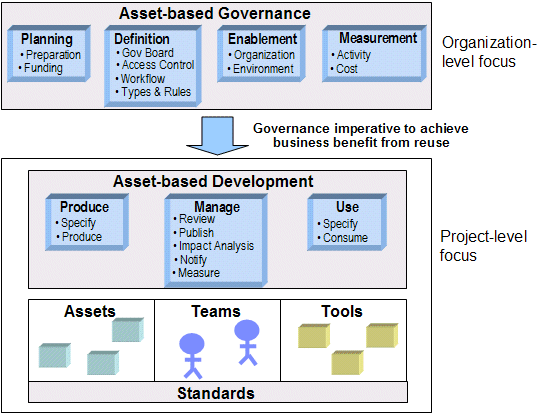 Asset-based Governance
Planning
• Preparation
• Funding
Definition
• Gov Board
• Access Control
• Workflow
• Types & Rules
Enablement
• Organization
• Environment
Measurement
• Activity
• Cost
Organization-
level focus
Governance imperative to achieve
business benefit from reuse
Asset-based Development
Produce
• Specify
• Produce
Manage
• Review
• Publish
• Impact Analysis
• Notify
• Measure
Use
• Specify
• Consume
Project-level
focus
Assets
Teams
Tools
Standards